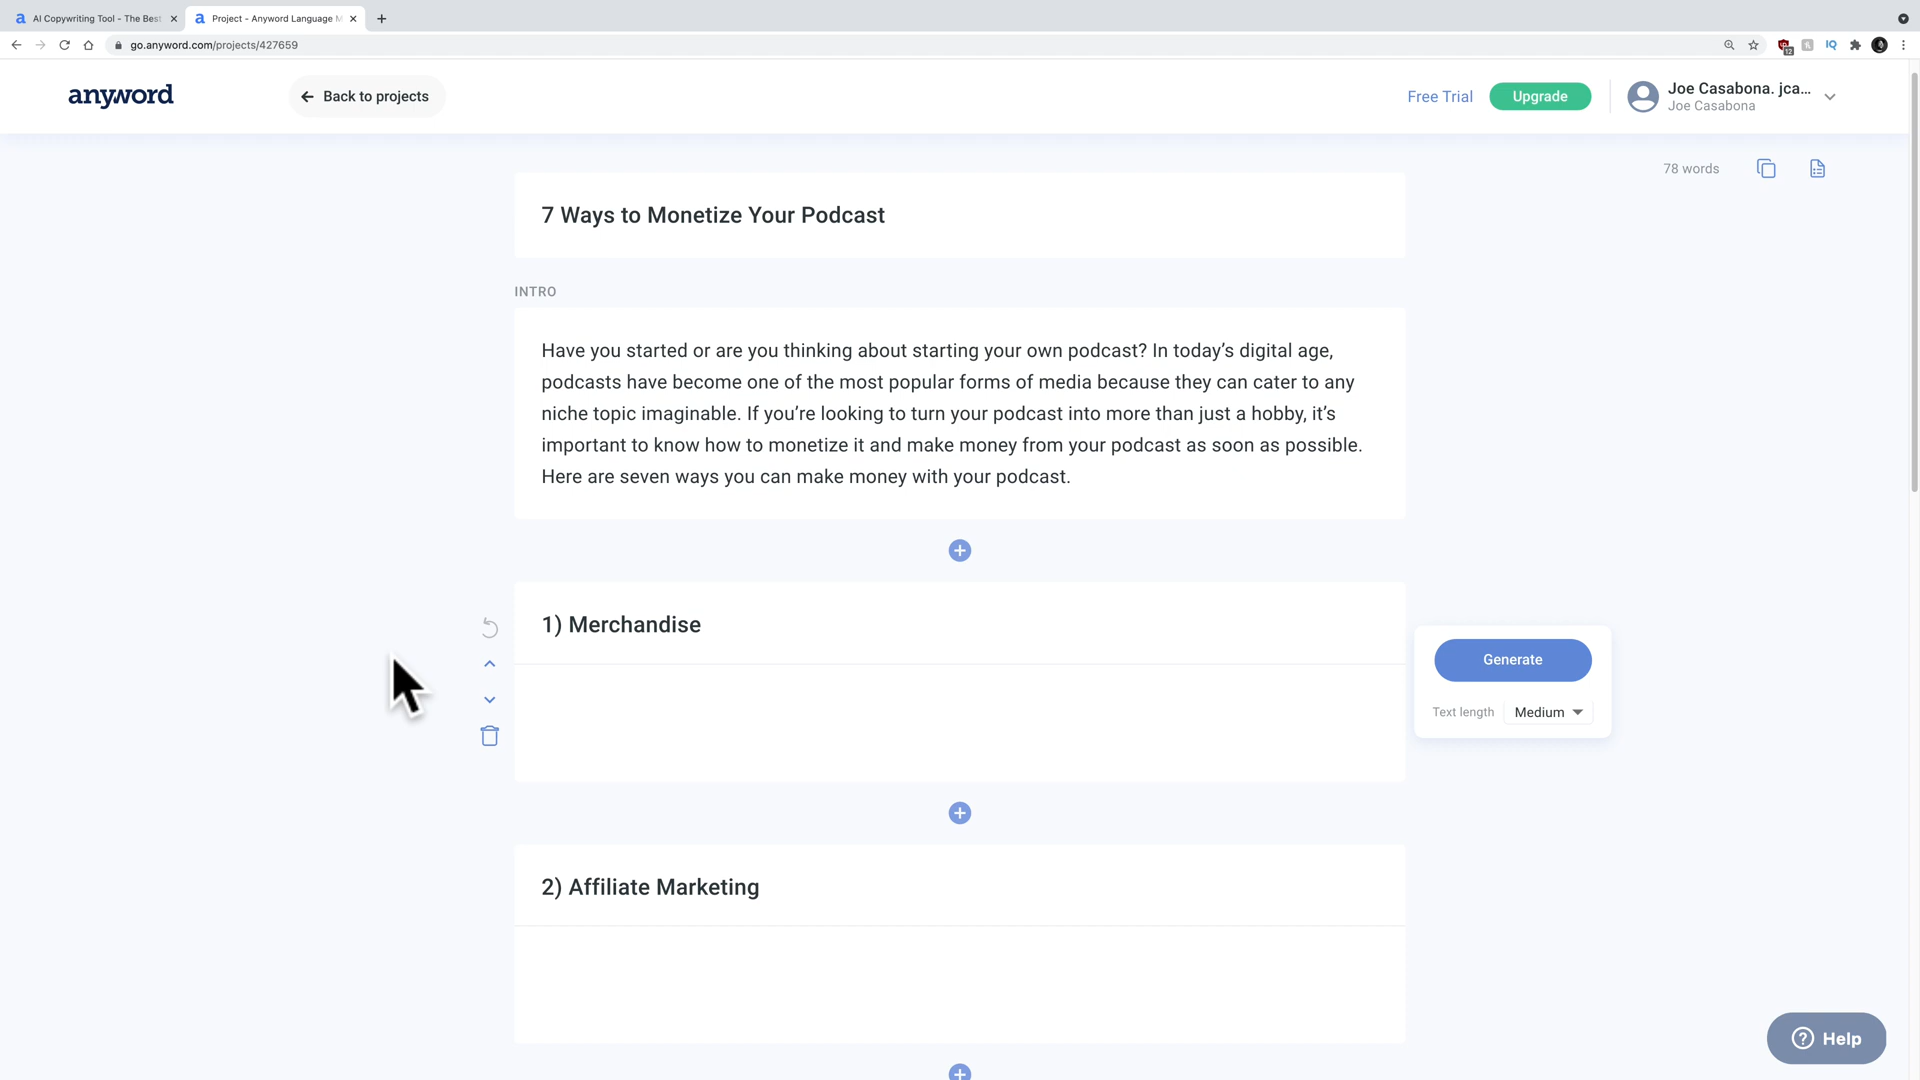 AI Copywriting Tool - The Best
Project - Anyword Language M
go.anyword.com/projects/427659
12
IQ
anyword
Back to projects
Free Trial
Upgrade
Joe Casabona. jca...
Joe Casabona
78 words
7 Ways to Monetize Your Podcast
INTRO
Have you started or are you thinking about starting your own podcast? In today’s digital age,
podcasts have become one of the most popular forms of media because they can cater to any
niche topic imaginable. If you’re looking to turn your podcast into more than just a hobby, it’s
important to know how to monetize it and make money from your podcast as soon as possible.
Here are seven ways you can make money with your podcast.
1) Merchandise
Generate
Text length
Medium
2) Affiliate Marketing
Help